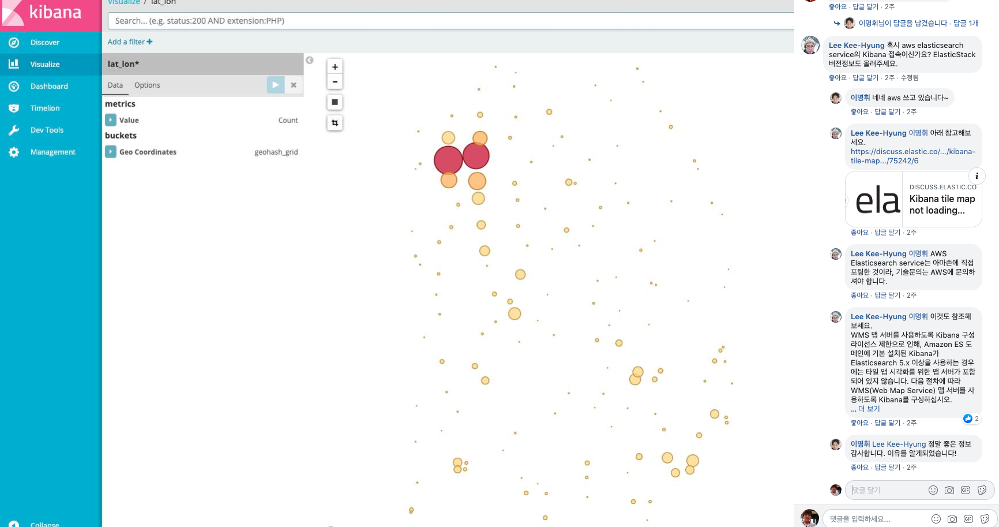 kibana
Discover
Visualize
Dashboard
Timelion
Dev Tools
Management
Collapse
Visualize / lat_lon
Search... (e.g. status:200 AND extension:PHP)
Add a filter +
lat_lon*
Data Options
metrics
Value Count
buckets
Geo Coordinates geohash_grid
+
-
좋아요 · 답글 달기 · 2주
이명휘님이 답글을 남겼습니다 · 답글 1개
Lee Kee-Hyung 혹시 aws elasticsearch
service의 Kibana 접속이신가요? ElasticStack
버전정보도 올려주세요.
좋아요 · 답글 달기 · 2주 · 수정됨
이명휘 네네 aws 쓰고 있습니다~
좋아요 · 답글 달기 · 2주
Lee Kee-Hyung 이명휘 아래 참고해보
세요.
https://discuss.elastic.co/.../kibana-
tile-map.../75242/6
i
ela
DISCUSS.ELASTIC.CO
Kibana tile map
not loading...
좋아요 · 답글 달기 · 2주
Lee Kee-Hyung 이명휘 AWS
Elasticsearch service는 아마존에 직접
포팅한 것이라, 기술문의는 AWS에 문의하
셔야 합니다.
좋아요 · 답글 달기 · 2주
Lee Kee-Hyung 이명휘 이것도 참조해
보세요.
WMS 맵 서버를 사용하도록 Kibana 구성
라이선스 제한으로 인해, Amazon ES 도
메인에 기본 설치된 Kibana가
Elasticsearch 5.x 이상을 사용하는 경우
에는 타일 맵 시각화를 위한 맵 서버가 포함
되어 있지 않습니다. 다음 절차에 따라
WMS(Web Map Service) 맵 서버를 사
용하도록 Kibana를 구성하십시오.
... 더 보기
2
좋아요 · 답글 달기 · 2주
이명휘 Lee Kee-Hyung 정말 좋은 정보
감사합니다. 이유를 알게되었습니다!
좋아요 · 답글 달기 · 2주
댓글 달기
GIF
댓글을 입력하세요...
GIF